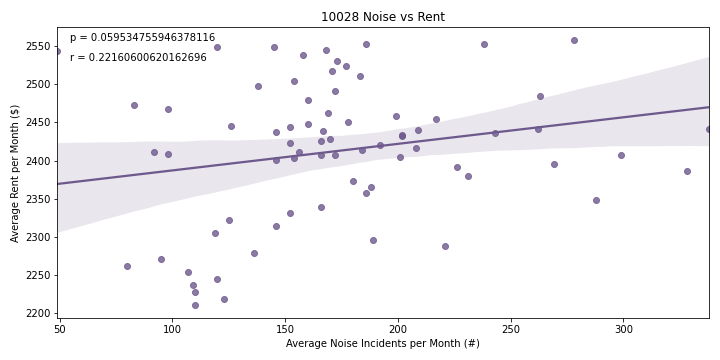 10028 Noise vs Rent
p = 0.059534755946378116
r = 0.22160600620162696
Average Rent per Month ($)
2550
2500
2450
2400
2350
2300
2250
2200
50 100 150 200 250 300
Average Noise Incidents per Month (#)